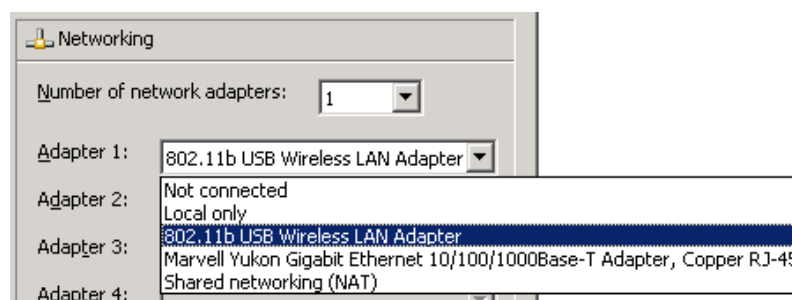 Networking
Number of network adapters: 1
Adapter 1: 802.11b USB Wireless LAN Adapter
Adapter 2: Not connected
Local only
802.11b USB Wireless LAN Adapter
Adapter 3: Marvell Yukon Gigabit Ethernet 10/100/1000Base-T Adapter, Copper RJ-45
Shared networking (NAT)
Adapter 4: